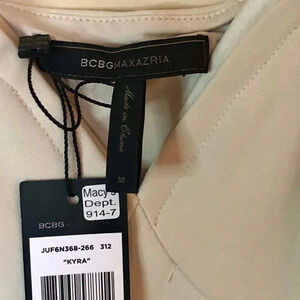 BCBGMAXAZRIA
Made in China
Macy's
Dept.
914-7
BCBG
JUF6N368-266 312
"KYRA"